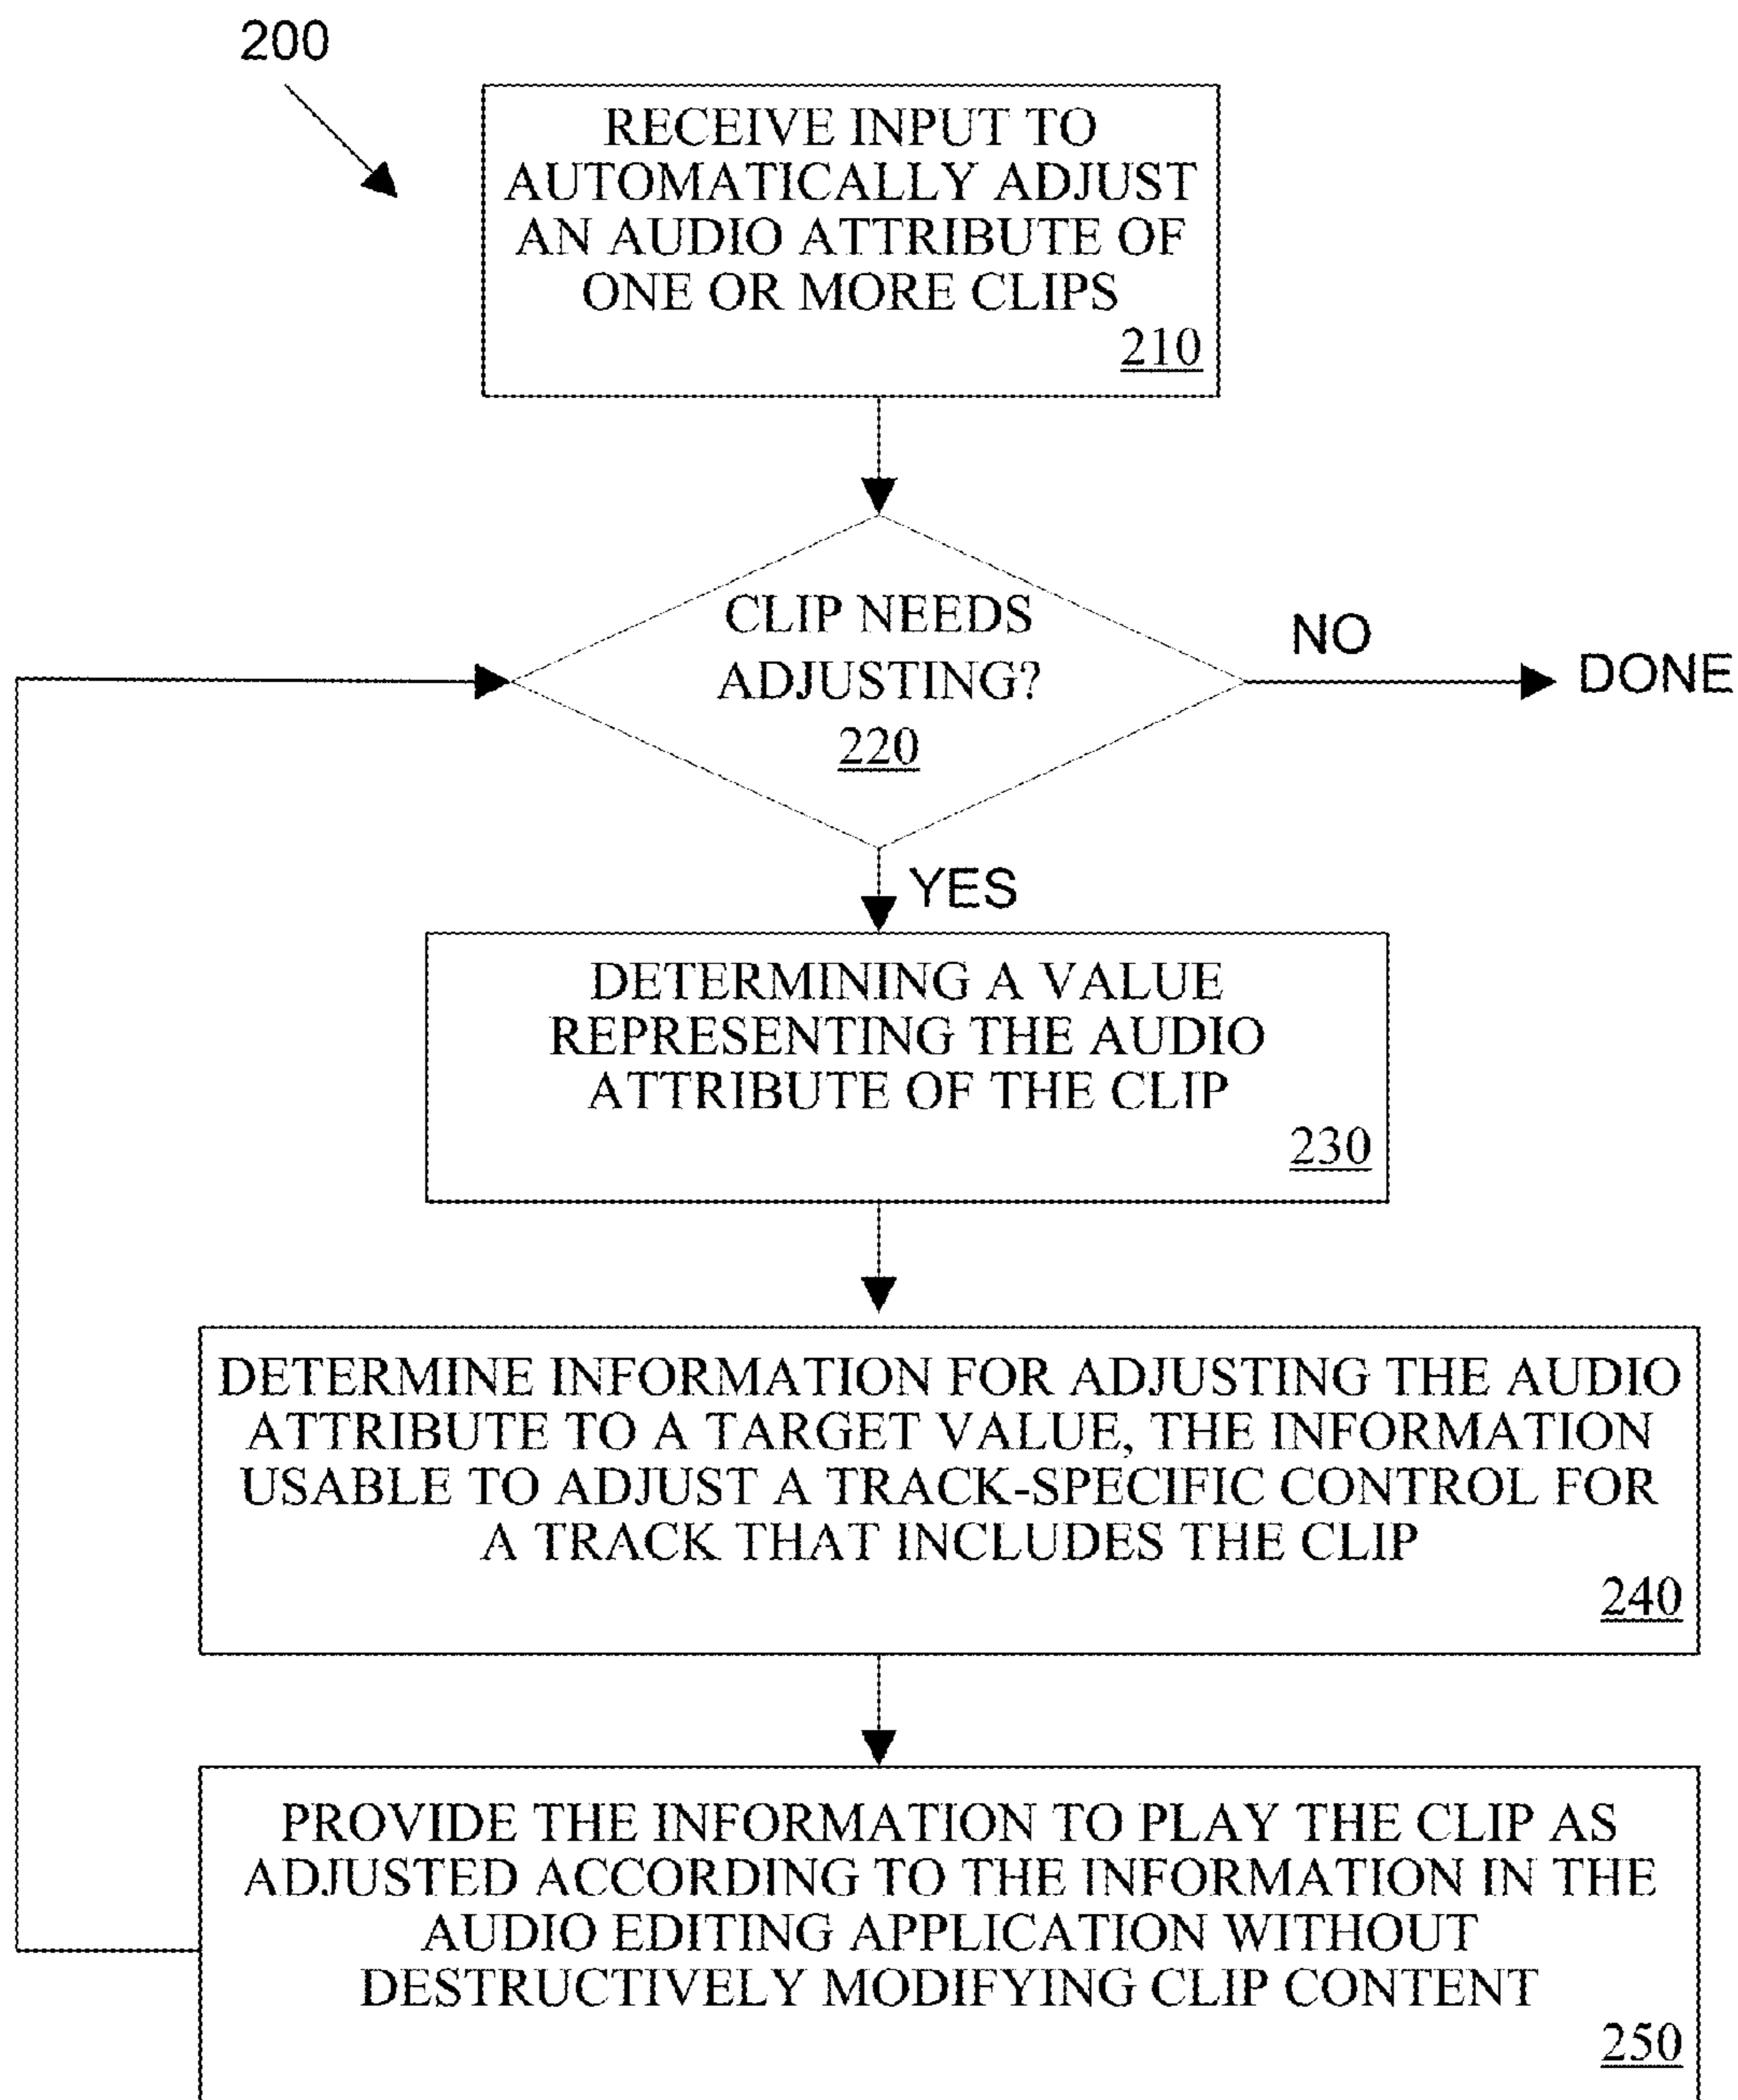 200
RECEIVE INPUT TO
AUTOMATICALLY ADJUST
AN AUDIO ATTRIBUTE OF
ONE OR MORE CLIPS
210
CLIP NEEDS
ADJUSTING?
220
NO
DONE
YES
DETERMINING A VALUE
REPRESENTING THE AUDIO
ATTRIBUTE OF THE CLIP
230
DETERMINE INFORMATION FOR ADJUSTING THE AUDIO
ATTRIBUTE TO A TARGET VALUE, THE INFORMATION
USABLE TO ADJUST A TRACK-SPECIFIC CONTROL FOR
A TRACK THAT INCLUDES THE CLIP
240
PROVIDE THE INFORMATION TO PLAY THE CLIP AS
ADJUSTED ACCORDING TO THE INFORMATION IN THE
AUDIO EDITING APPLICATION WITHOUT
DESTRUCTIVELY MODIFYING CLIP CONTENT
250